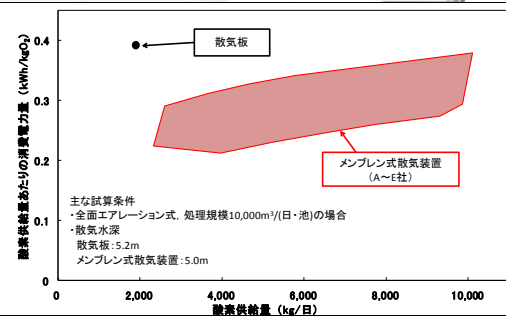 酸素供給量あたりの消費電力量 (kWh/kgO₂)
0.4
0.3
0.2
0.1
0
散気板
メンブレン式散気装置
(A~E社)
主な試算条件
・全面エアレーション式, 処理規模10,000m³/(日・池)の場合
・散気水深
散気板:5.2m
メンブレン式散気装置:5.0m
0
2,000
4,000
6,000
8,000
10,000
酸素供給量 (kg/日)